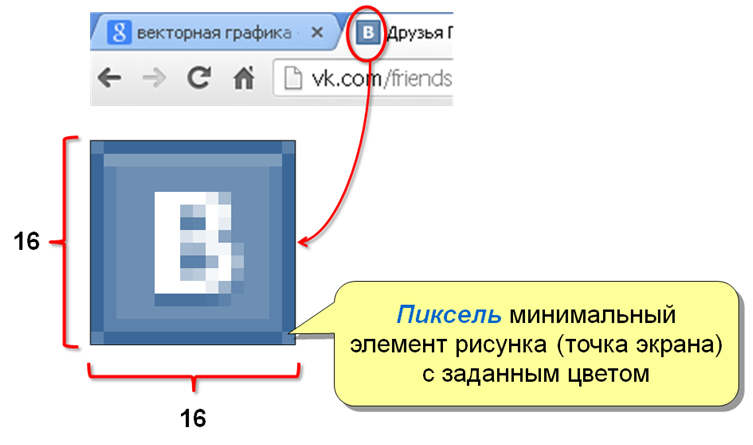 векторная графика
Друзья П
vk.com/friends
В
16
16
Пиксель минимальный
элемент рисунка (точка экрана)
с заданным цветом